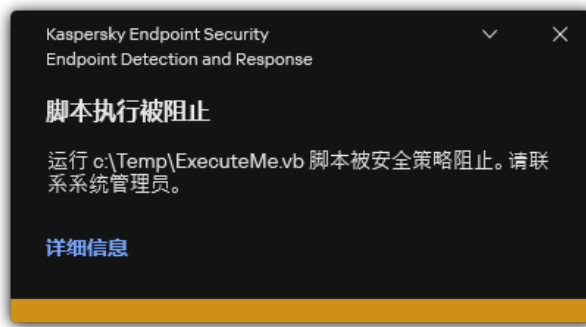 Kaspersky Endpoint Security
Endpoint Detection and Response
脚本执行被阻止
运行 c:\Temp\ExecuteMe.vb 脚本被安全策略阻止。请联
系系统管理员。
详细信息